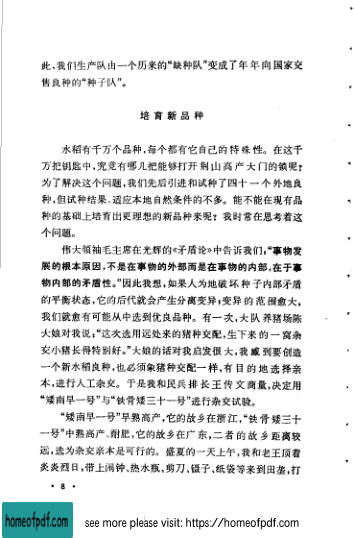 此，我们生产队由一个历来的“缺种队”变成了年年向国家交
售良种的“种子队”。
培育新品种
水稻有千万个品种，每个都有它自己的特殊性。在这千
万把钥匙中，究竟有哪几把能够打开荆山高产大门的锁呢？
为了解决这个问题，我们先后引进和试种了四十一个外地良
种，但试种结果，适应本地自然条件的不多。能不能在现有品
种的基础上培育出更理想的新品种来呢？我时常在思考着这
个问题。
伟大领袖毛主席在光辉的《矛盾论》中告诉我们：“事物发
展的根本原因，不是在事物的外部而是在事物的内部，在于事
物内部的矛盾性。”因此我想，如果人为地破坏种子内部矛盾
的平衡状态，它的后代就会产生分离变异；变异的范围愈大，
我们就愈有可能从中选到优良品种。有一次，大队养猪场陈
大娘对我说：“这次选用远处来的猪种交配，生下来的一窝杂
交小猪长得特别好。”大娘的话对我启发很大，我感到要创造
一个新水稻良种，也必须象猪种交配一样，有目的地选择亲
本，进行人工杂交。于是我和民兵排长王传文商量，决定用
“矮南早一号”与“铁骨矮三十一号”进行杂交试验。
“矮南早一号”早熟高产，它的故乡在浙江，“铁骨矮三十
一号”中熟高产、耐肥，它的故乡在广东，二者的故乡距离较
远，选为杂交亲本是可行的。盛夏的一天上午，我和老王顶着
炎炎烈日，带上闹钟、热水瓶、剪刀、镊子、纸袋等来到田垄，打
· 8 ·
homeofpdf.com see more please visit: https://homeofpdf.com